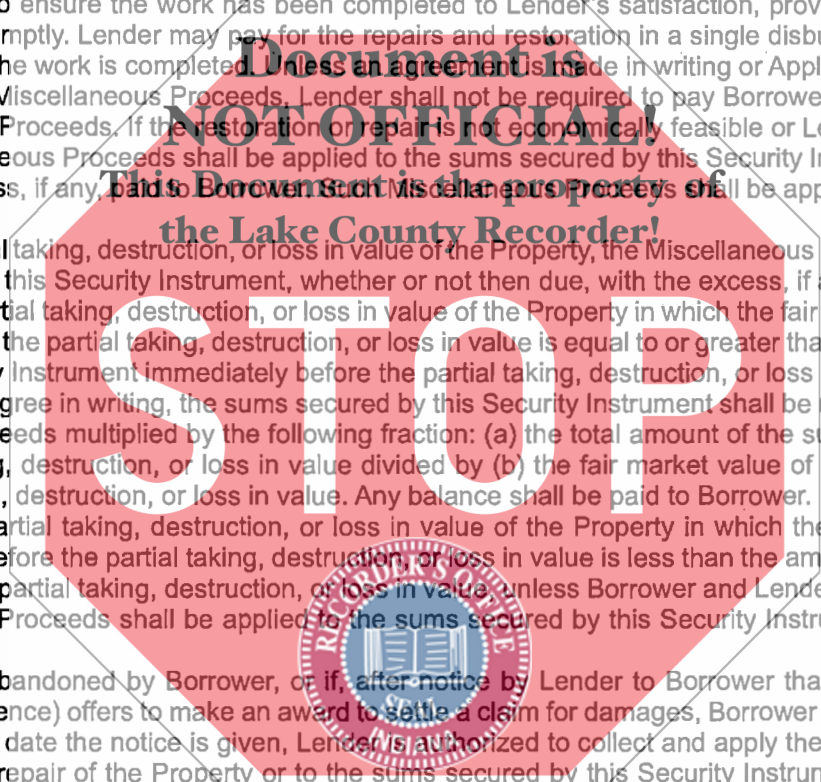 o ensure the work has been completed to Lender's satisfaction, prov
mptly. Lender may pay for the repairs and restoration in a single disbu
he work is completed. Unless an agreement is made in writing or Appl
Miscellaneous Proceeds, Lender shall not be required to pay Borrowe
Proceeds. If the restoration or repair is not economically feasible or Le
eous Proceeds shall be applied to the sums secured by this Security In
s, if any, paid to Borrower. Such Miscellaneous Proceeds shall be app
Document is
NOT OFFICIAL!
This Document is the property of
the Lake County Recorder!
l taking, destruction, or loss in value of the Property, the Miscellaneous
this Security Instrument, whether or not then due, with the excess, if a
tial taking, destruction, or loss in value of the Property in which the fair
the partial taking, destruction, or loss in value is equal to or greater tha
y Instrument immediately before the partial taking, destruction, or loss
gree in writing, the sums secured by this Security Instrument shall be
eeds multiplied by the following fraction: (a) the total amount of the su
g, destruction, or loss in value divided by (b) the fair market value of
, destruction, or loss in value. Any balance shall be paid to Borrower.
artial taking, destruction, or loss in value of the Property in which the
efore the partial taking, destruction, or loss in value is less than the am
partial taking, destruction, or loss in value, unless Borrower and Lende
Proceeds shall be applied to the sums secured by this Security Instru
STOP
bandoned by Borrower, or if, after notice by Lender to Borrower tha
ence) offers to make an award to settle a claim for damages, Borrower
date the notice is given, Lender is authorized to collect and apply the
repair of the Property or to the sums secured by this Security Instrum
RECORDER'S OFFICE
SEAL
INDIANA